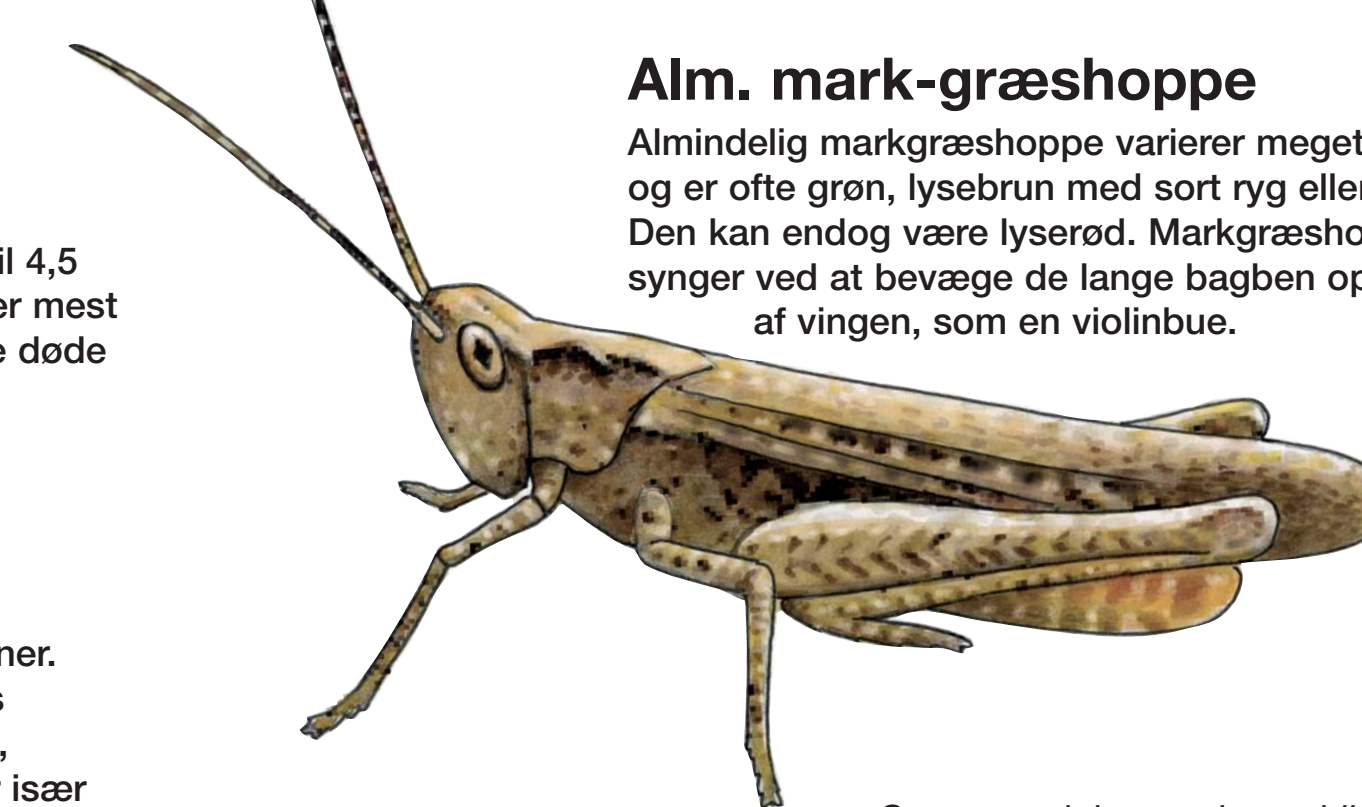 Alm. mark-græshoppe
Almindelig markgræshoppe varierer meget
og er ofte grøn, lysebrun med sort ryg eller
Den kan endog være lyserød. Markgræsho
synger ved at bevæge de lange bagben op
af vingen, som en violinbue.
il 4,5
er mest
e døde
ner.
s
,
r især